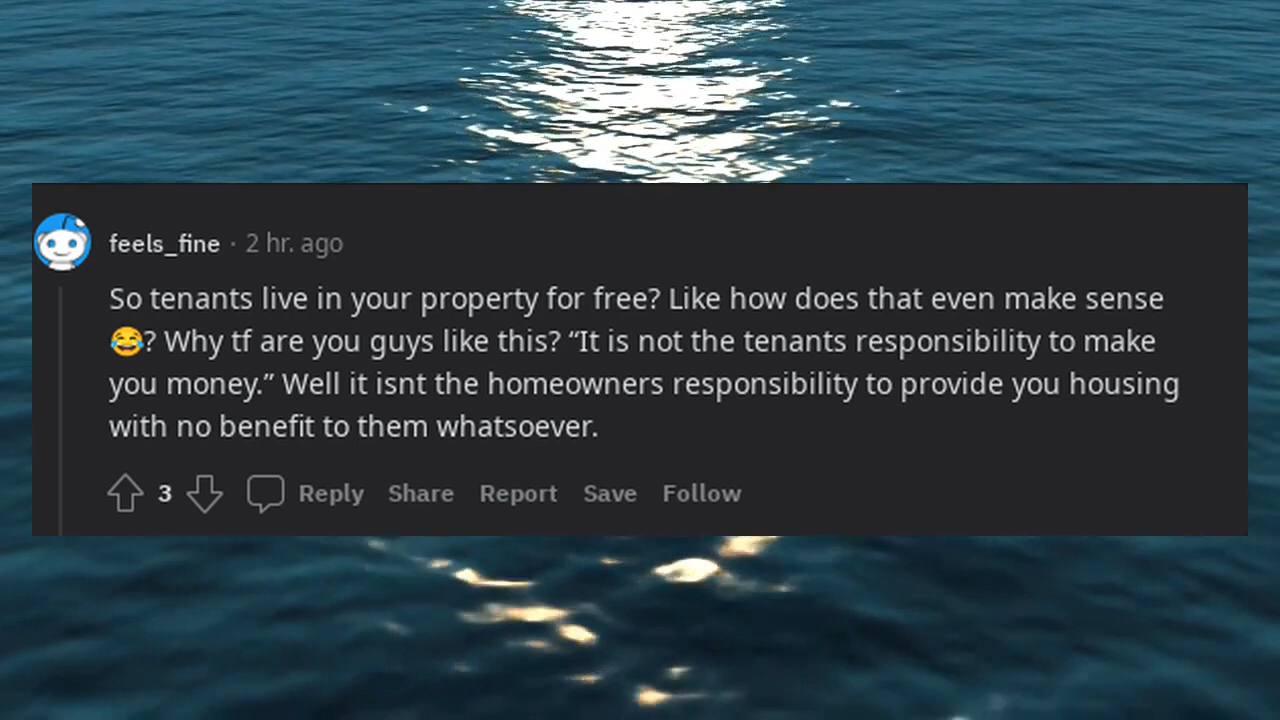 feels_fine · 2 hr. ago
So tenants live in your property for free? Like how does that even make sense
😂? Why tf are you guys like this? “It is not the tenants responsibility to make
you money.” Well it isnt the homeowners responsibility to provide you housing
with no benefit to them whatsoever.
3 Reply Share Report Save Follow